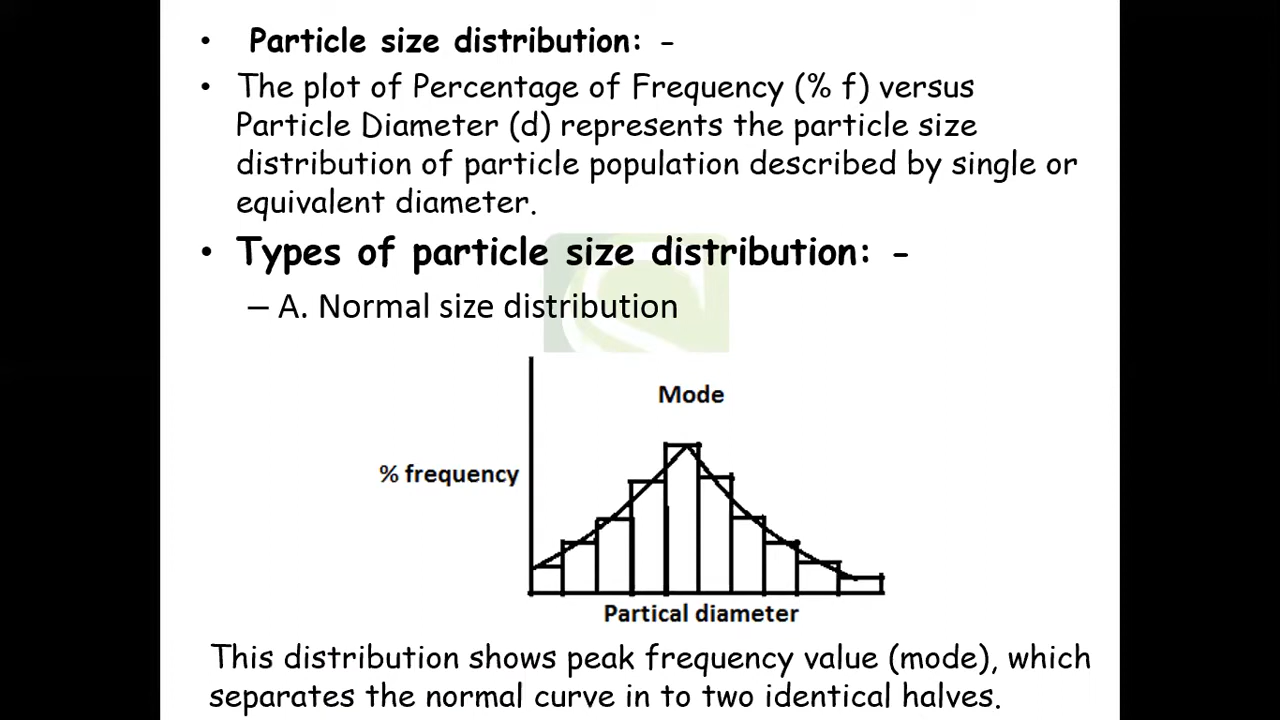 • Particle size distribution: -
• The plot of Percentage of Frequency (% f) versus
Particle Diameter (d) represents the particle size
distribution of particle population described by single or
equivalent diameter.
• Types of particle size distribution: -
– A. Normal size distribution
Mode
% frequency
Partical diameter
This distribution shows peak frequency value (mode), which
separates the normal curve in to two identical halves.